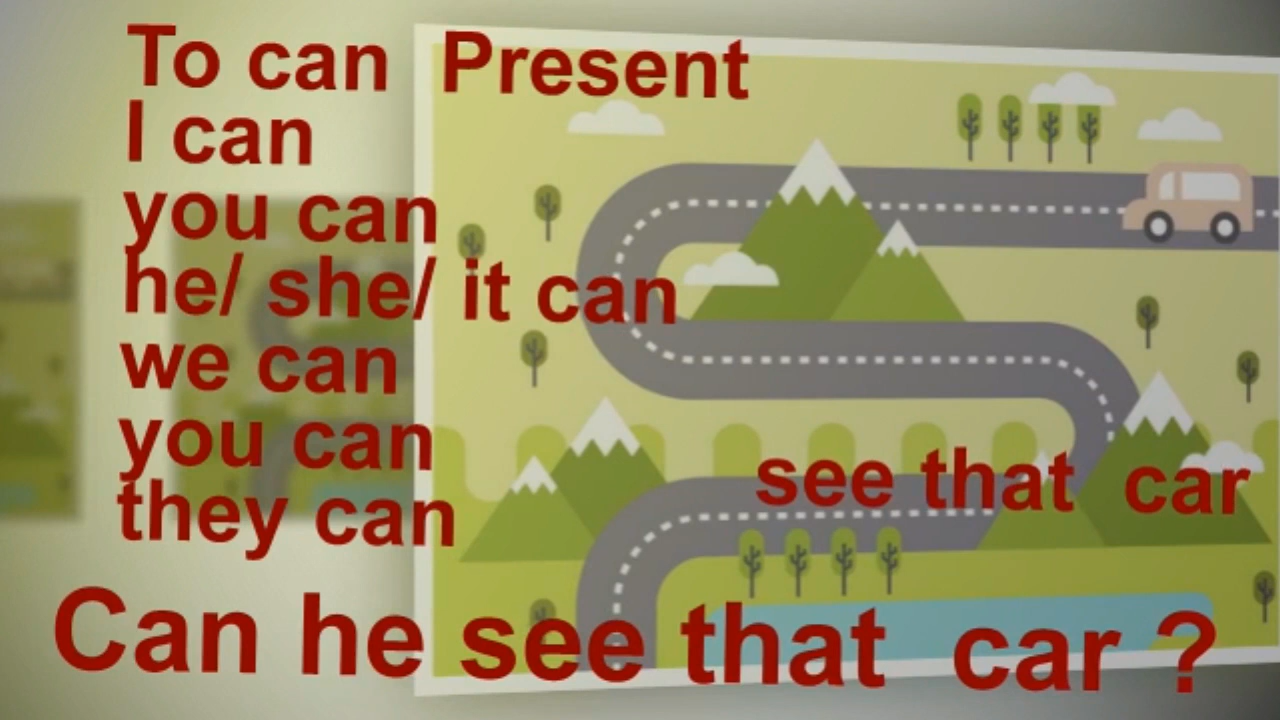 To can Present
I can
you can
he/ she/ it can
we can
you can
they can
see that car
Can he see that car ?